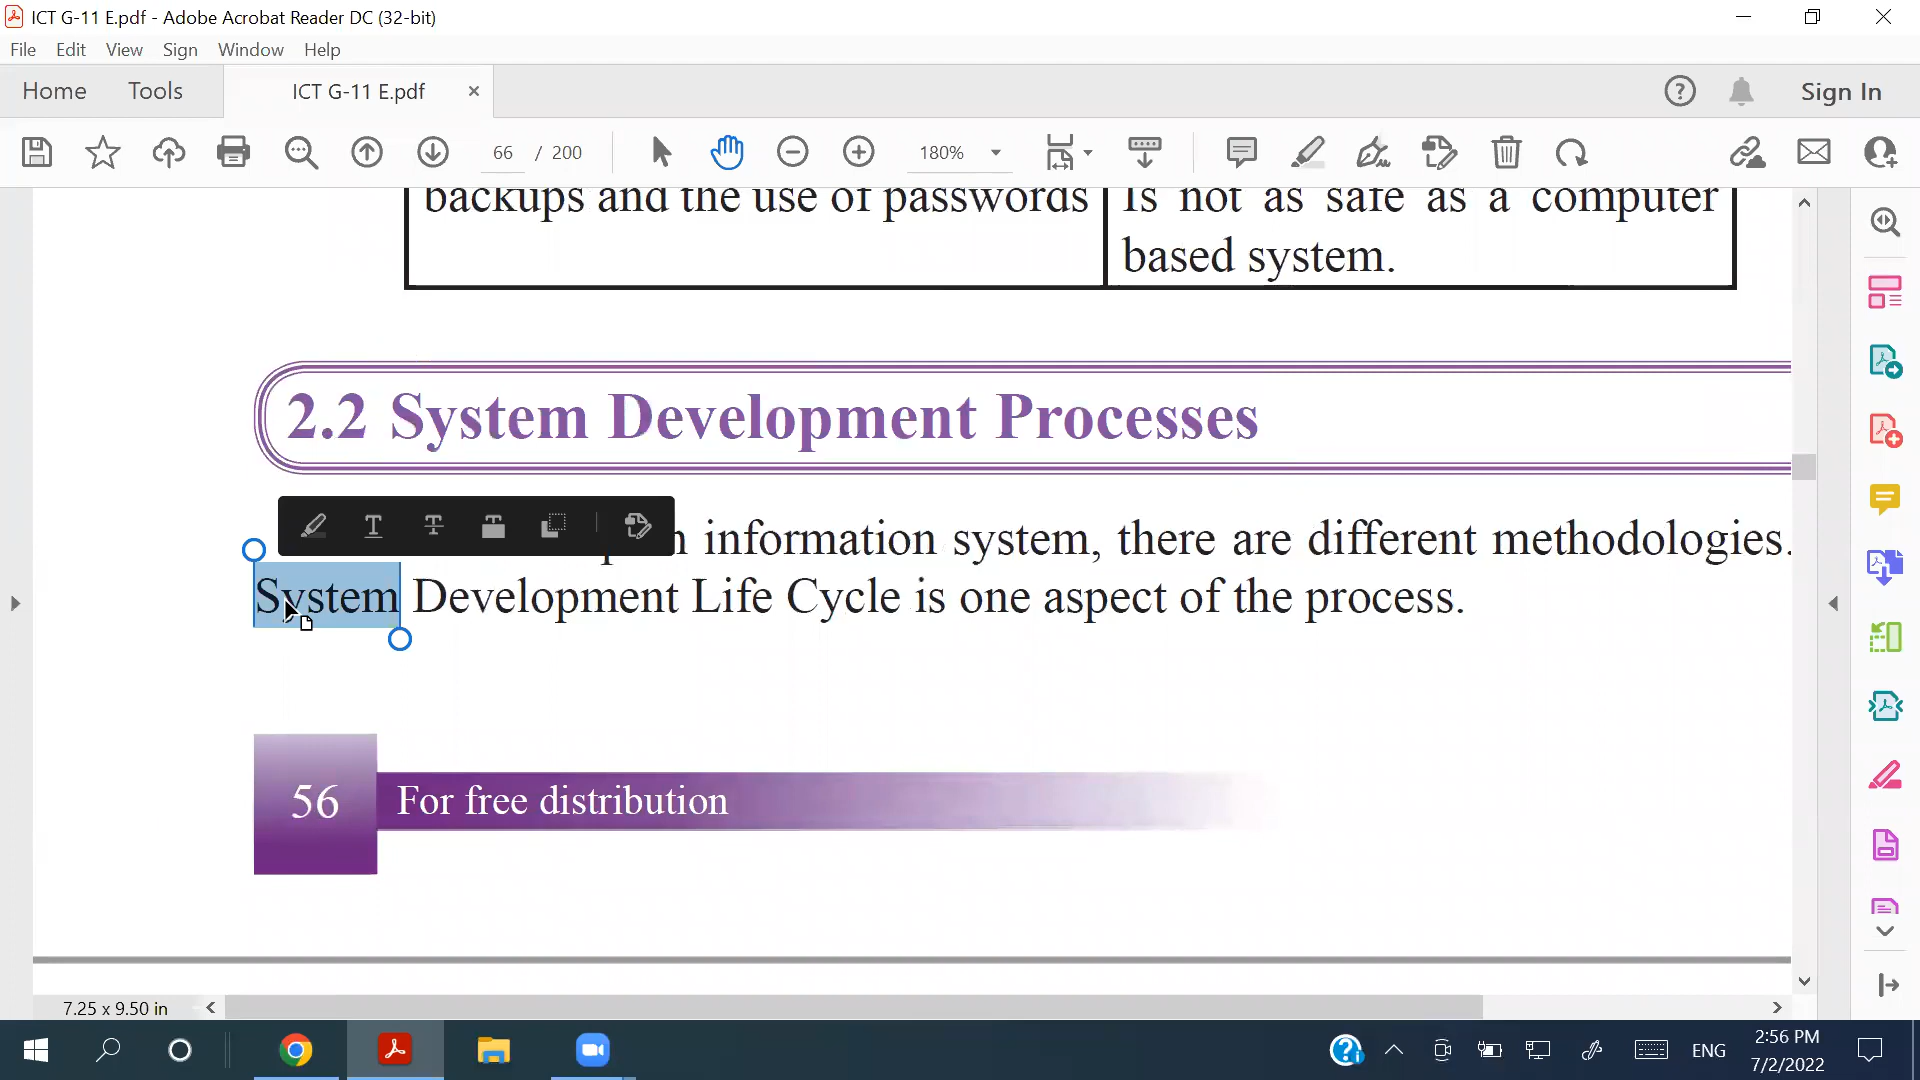 ICT G-11 E.pdf - Adobe Acrobat Reader DC (32-bit)
File Edit View Sign Window Help
Home Tools ICT G-11 E.pdf × Sign In
66 / 200 180%
backups and the use of passwords
Is not as safe as a computer
based system.
2.2 System Development Processes
information system, there are different methodologies.
System Development Life Cycle is one aspect of the process.
56 For free distribution
7.25 x 9.50 in
ENG
2:56 PM
7/2/2022